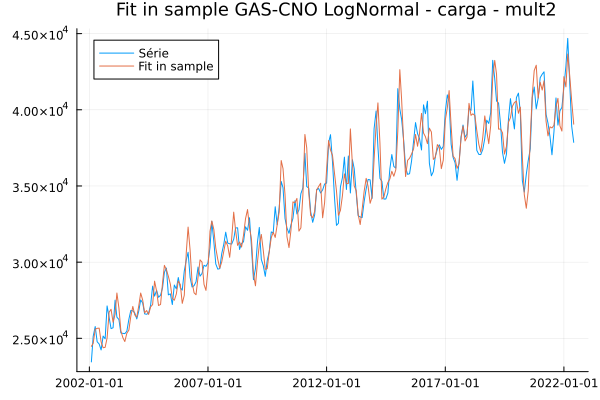 Fit in sample GAS-CNO LogNormal - carga - mult2
Série
Fit in sample
4.50×10⁴
4.00×10⁴
3.50×10⁴
3.00×10⁴
2.50×10⁴
2002-01-01 2007-01-01 2012-01-01 2017-01-01 2022-01-01